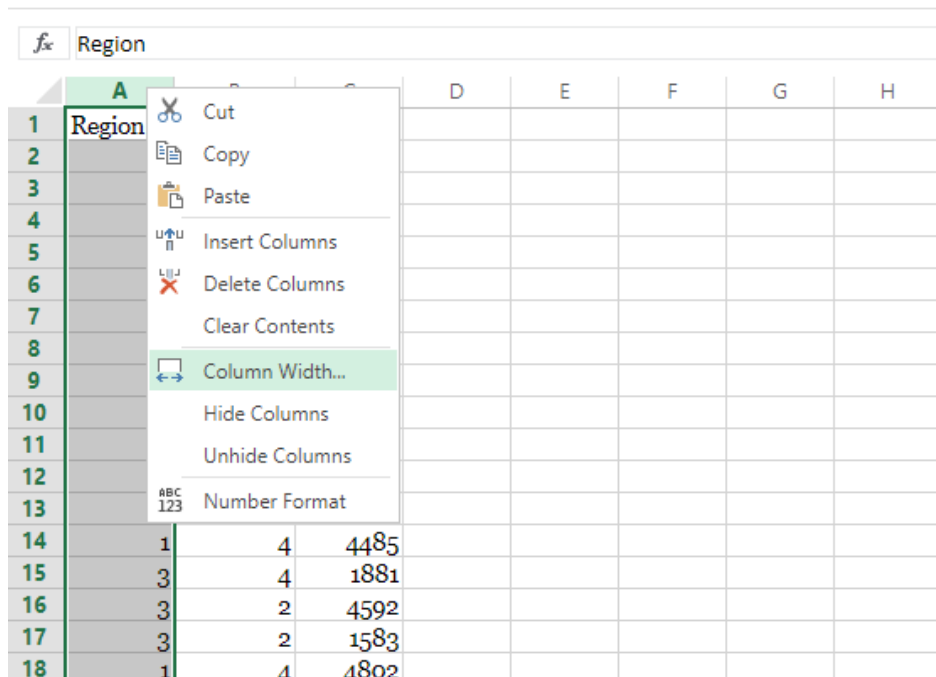 fx Region
A D E F G H
1 Region
2
3
4
5
6
7
8
9
10
11
12
13
Cut
Copy
Paste
Insert Columns
Delete Columns
Clear Contents
Column Width...
Hide Columns
Unhide Columns
ABC
123 Number Format
14 1 4 4485
15 3 4 1881
16 3 2 4592
17 3 2 1583
18 1 4 4802